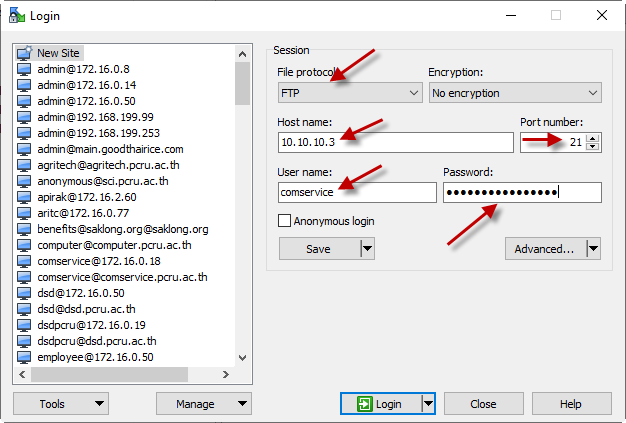 Login
New Site
admin@172.16.0.8
admin@172.16.0.14
admin@172.16.0.50
admin@192.168.199.99
admin@192.168.199.253
admin@main.goodthairice.com
agritech@agritech.pcru.ac.th
anonymous@sci.pcru.ac.th
apirak@172.16.2.60
aritc@172.16.0.77
benefits@saklong.org@saklong.org
computer@computer.pcru.ac.th
comservice@172.16.0.18
comservice@comservice.pcru.ac.th
dsd@172.16.0.50
dsd@dsd.pcru.ac.th
dsdpcru@172.16.0.19
dsdpcru@dsd.pcru.ac.th
employee@172.16.0.50
Tools
Manage
Session
File protocol: Encryption:
FTP No encryption
Host name: Port number:
10.10.10.3 21
User name: Password:
comservice ●●●●●●●●●●●●●●●●
Anonymous login
Save Advanced...
Login Close Help